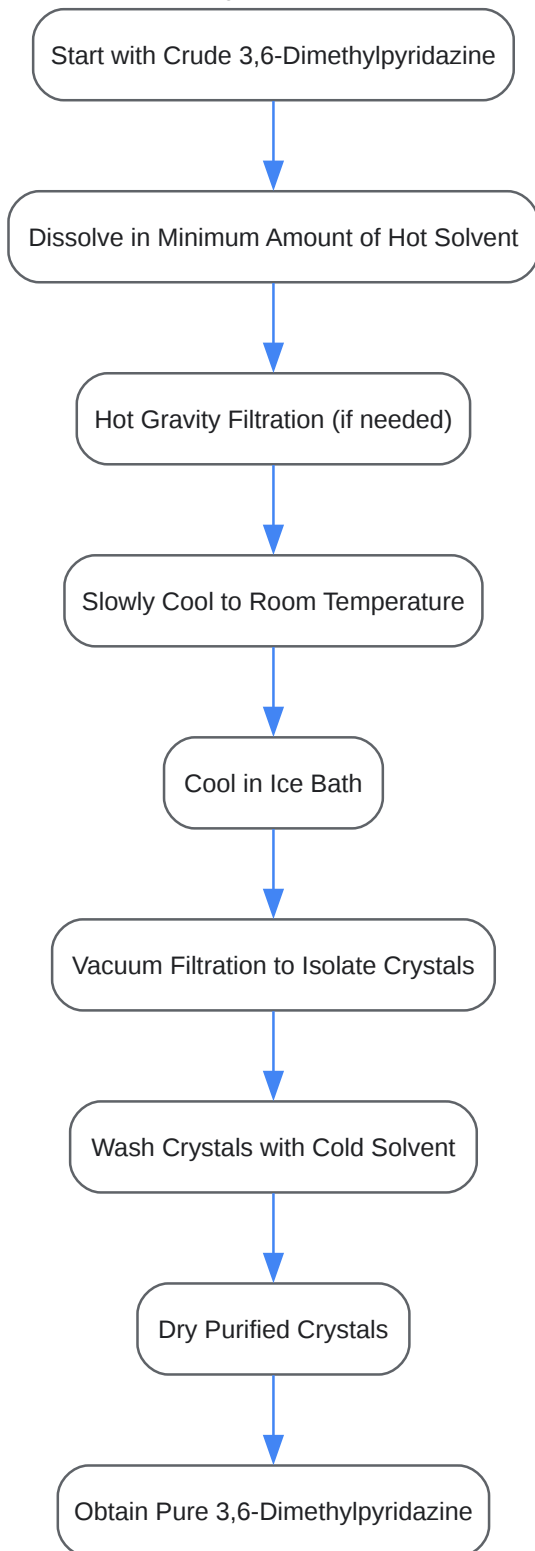 Start with Crude 3,6-Dimethylpyridazine
Dissolve in Minimum Amount of Hot Solvent
Hot Gravity Filtration (if needed)
Slowly Cool to Room Temperature
Cool in Ice Bath
Vacuum Filtration to Isolate Crystals
Wash Crystals with Cold Solvent
Dry Purified Crystals
Obtain Pure 3,6-Dimethylpyridazine